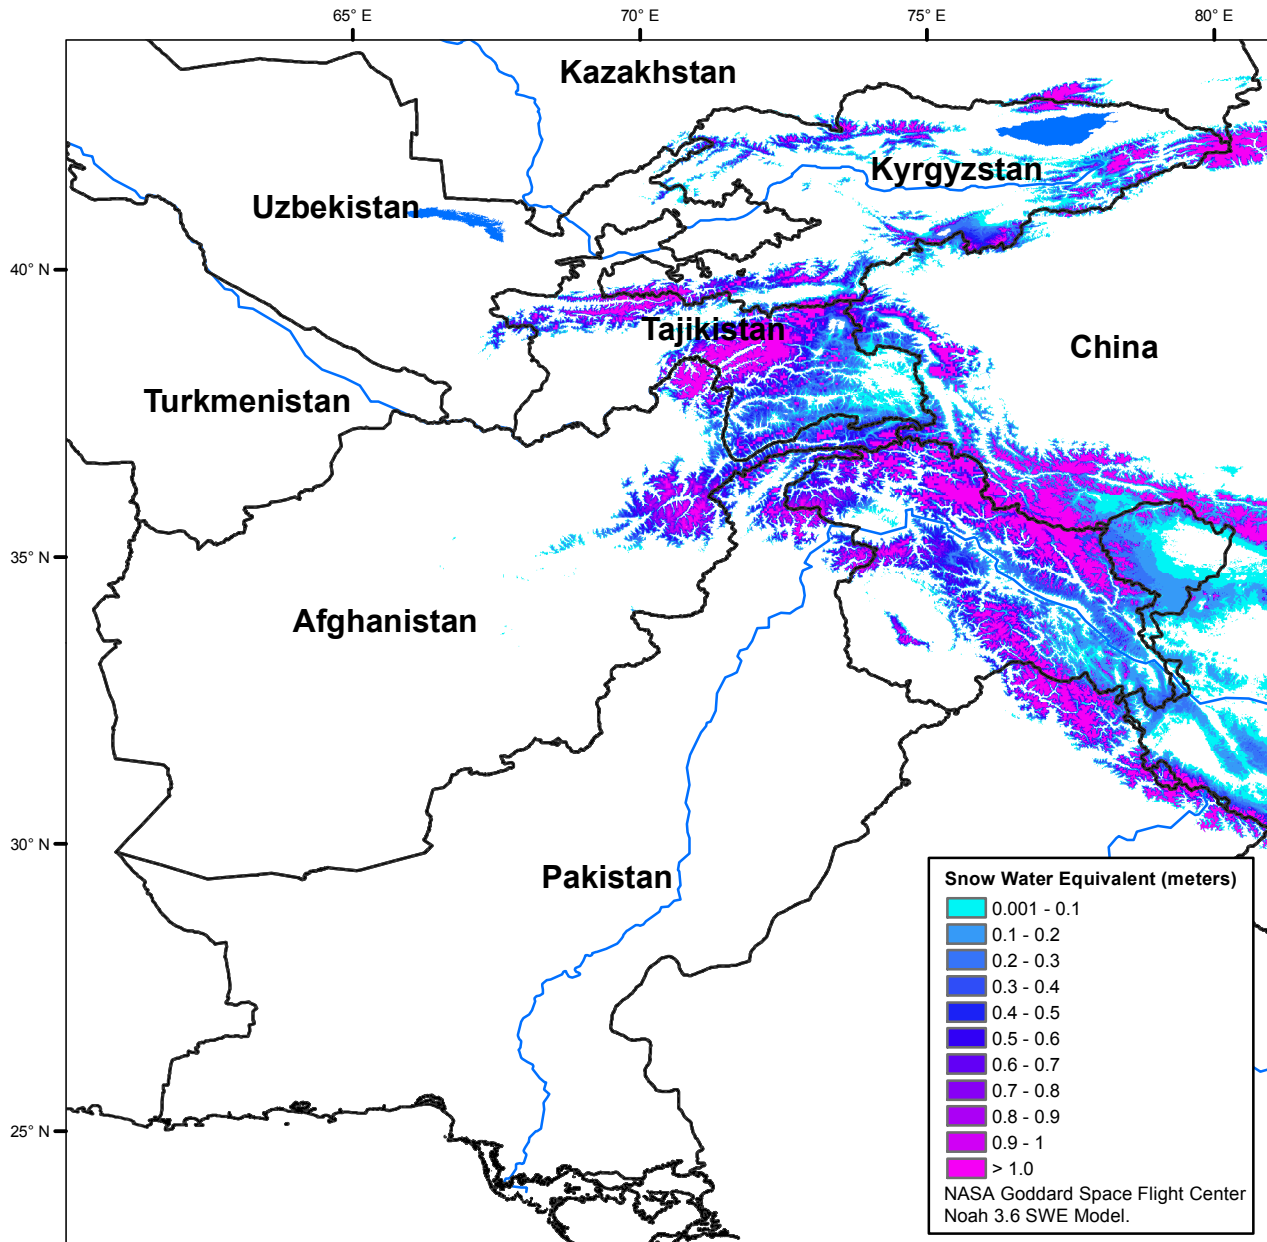 65° E
70° E
75° E
80° E
Kazakhstan
Kyrgyzstan
Uzbekistan
40° N
Tajikistan
China
Turkmenistan
35° N
Afghanistan
30° N
Pakistan
25° N
Snow Water Equivalent (meters)
0.001 - 0.1
0.1 - 0.2
0.2 - 0.3
0.3 - 0.4
0.4 - 0.5
0.5 - 0.6
0.6 - 0.7
0.7 - 0.8
0.8 - 0.9
0.9 - 1
> 1.0
NASA Goddard Space Flight Center
Noah 3.6 SWE Model.